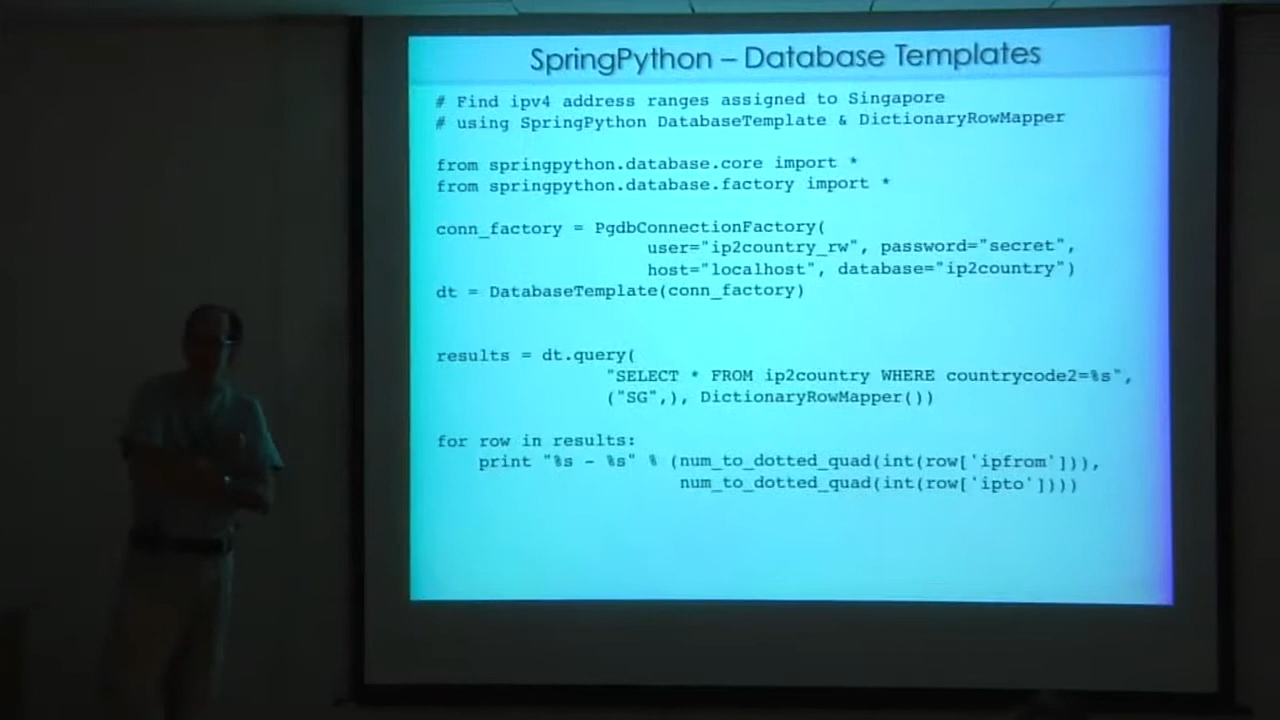 SpringPython – Database Templates
# Find ipv4 address ranges assigned to Singapore
# using SpringPython DatabaseTemplate & DictionaryRowMapper
from springpython.database.core import *
from springpython.database.factory import *
conn_factory = PgdbConnectionFactory(
user="ip2country_rw", password="secret",
host="localhost", database="ip2country")
dt = DatabaseTemplate(conn_factory)
results = dt.query(
"SELECT * FROM ip2country WHERE countrycode2=%s",
("SG",), DictionaryRowMapper())
for row in results:
print "%s - %s" % (num_to_dotted_quad(int(row['ipfrom'])),
num_to_dotted_quad(int(row['ipto'])))